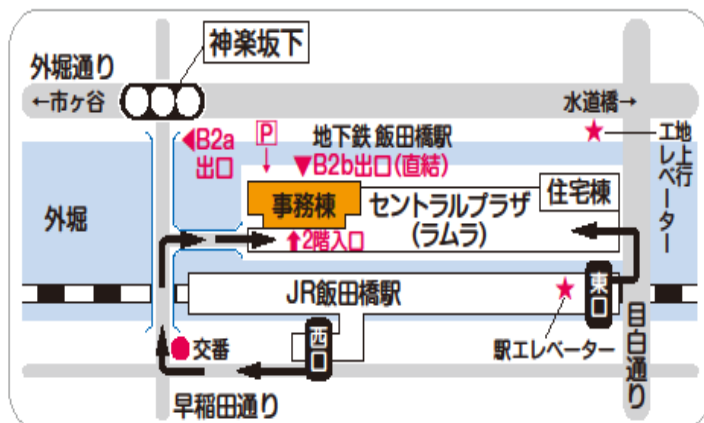 神楽坂下
外堀通り
←市ヶ谷
水道橋→
◀B2a
出口
P
地下鉄 飯田橋駅
▼B2b出口(直結)
地上行
エレベーター
外堀
事務棟
セントラルプラザ
(ラムラ)
住宅棟
⬆2階入口
JR飯田橋駅
東口
西口
交番
駅エレベーター
目白通り
早稲田通り